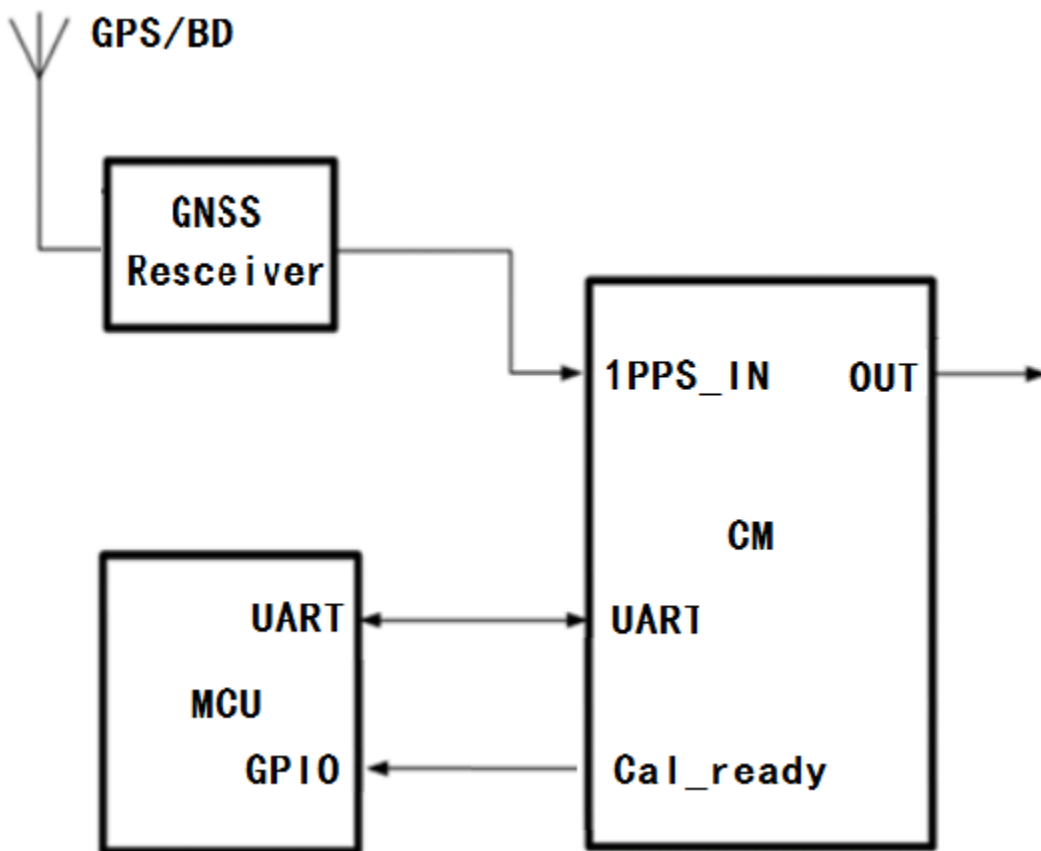 GPS/BD
GNSS
Resceiver
1PPS_IN
OUT
CM
UART
UART
MCU
GPIO
Cal_ready